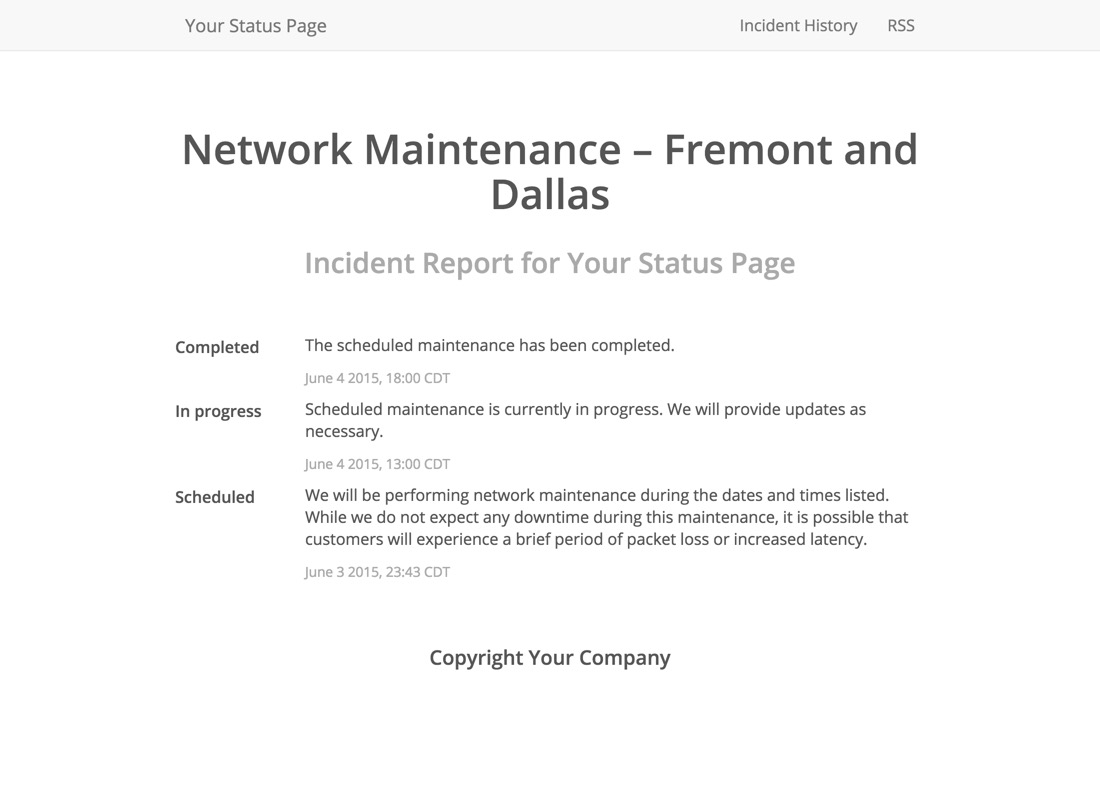 Your Status Page
Incident History
RSS
Network Maintenance – Fremont and
Dallas
Incident Report for Your Status Page
Completed
The scheduled maintenance has been completed.
June 4 2015, 18:00 CDT
In progress
Scheduled maintenance is currently in progress. We will provide updates as
necessary.
June 4 2015, 13:00 CDT
Scheduled
We will be performing network maintenance during the dates and times listed.
While we do not expect any downtime during this maintenance, it is possible that
customers will experience a brief period of packet loss or increased latency.
June 3 2015, 23:43 CDT
Copyright Your Company